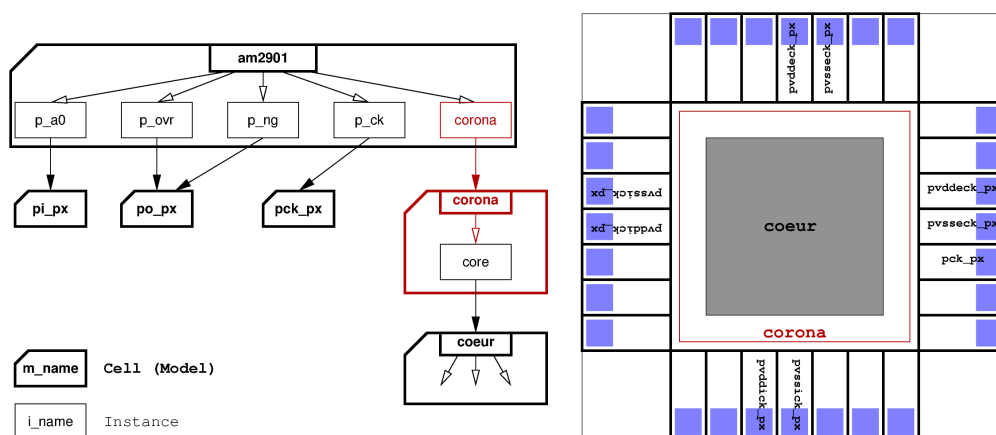 am2901
p_a0
p_ovr
p_ng
p_ck
corona
pi_px
po_px
pck_px
corona
core
coeur
m_name
Cell (Model)
i_name
Instance
pvddeck_px
pvsseck_px
pvssick_px
pvddick_px
pvddeck_px
pvsseck_px
pck_px
coeur
corona
pvddick_px
pvssick_px